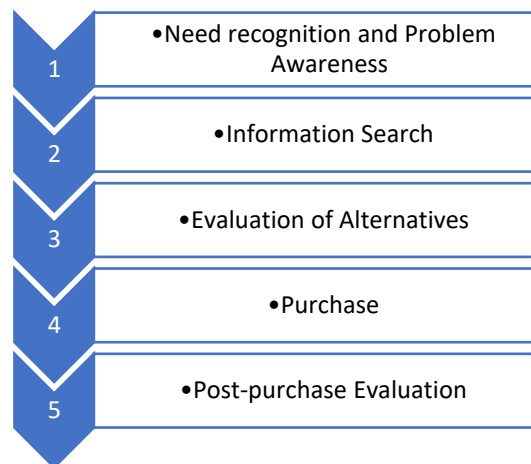 1
•Need recognition and Problem
Awareness
2
•Information Search
3
•Evaluation of Alternatives
4
•Purchase
5
•Post-purchase Evaluation